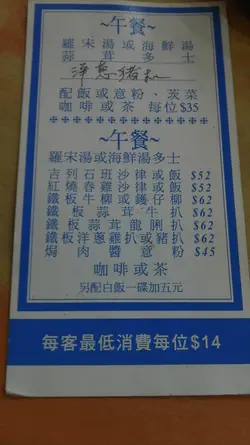 ~午餐~
羅宋湯或海鮮湯
蒜茸多士
洋蔥豬扒
配飯或意粉、茨菜
咖啡或茶 每位$35
~午餐~
羅宋湯或海鮮湯多士
吉列石班沙律或飯 $52
紅燒春雞沙律或飯 $52
鐵板牛柳或鑊仔 $62
鐵板蒜茸牛扒 $62
鐵板蒜茸龍脷扒 $62
鐵板洋蔥雞扒或豬扒 $62
焗肉醬意粉 $45
咖啡或茶
另配白飯一碟加五元
每客最低消費每位$14